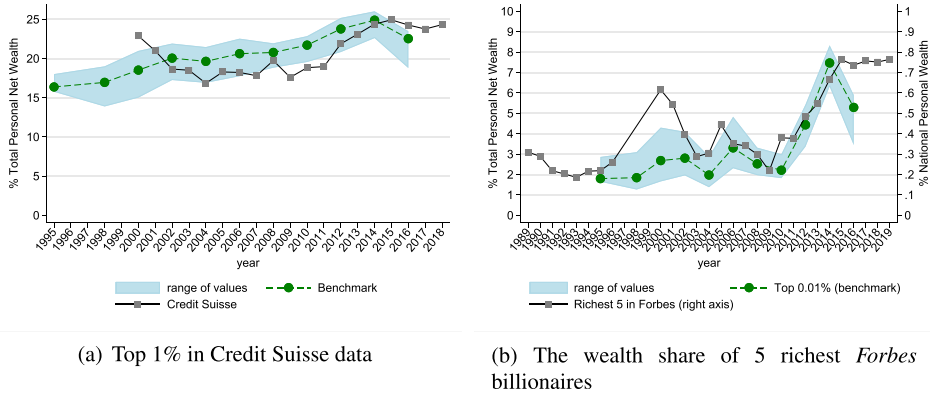 25
20
15
10
5
0
% Total Personal Net Wealth
1995 1996 1997 1998 1999 2000 2001 2002 2003 2004 2005 2006 2007 2008 2009 2010 2011 2012 2013 2014 2015 2016 2017 2018
year
range of values Benchmark
Credit Suisse
(a) Top 1% in Credit Suisse data
10
9
8
7
6
5
4
3
2
1
0
% Total Personal Net Wealth
1
.9
.8
.7
.6
.5
.4
.3
.2
.1
0
% National Personal Wealth
1989 1990 1991 1992 1993 1994 1995 1996 1997 1998 1999 2000 2001 2002 2003 2004 2005 2006 2007 2008 2009 2010 2011 2012 2013 2014 2015 2016 2017 2018 2019
year
range of values Top 0.01% (benchmark)
Richest 5 in Forbes (right axis)
(b) The wealth share of 5 richest Forbes
billionaires